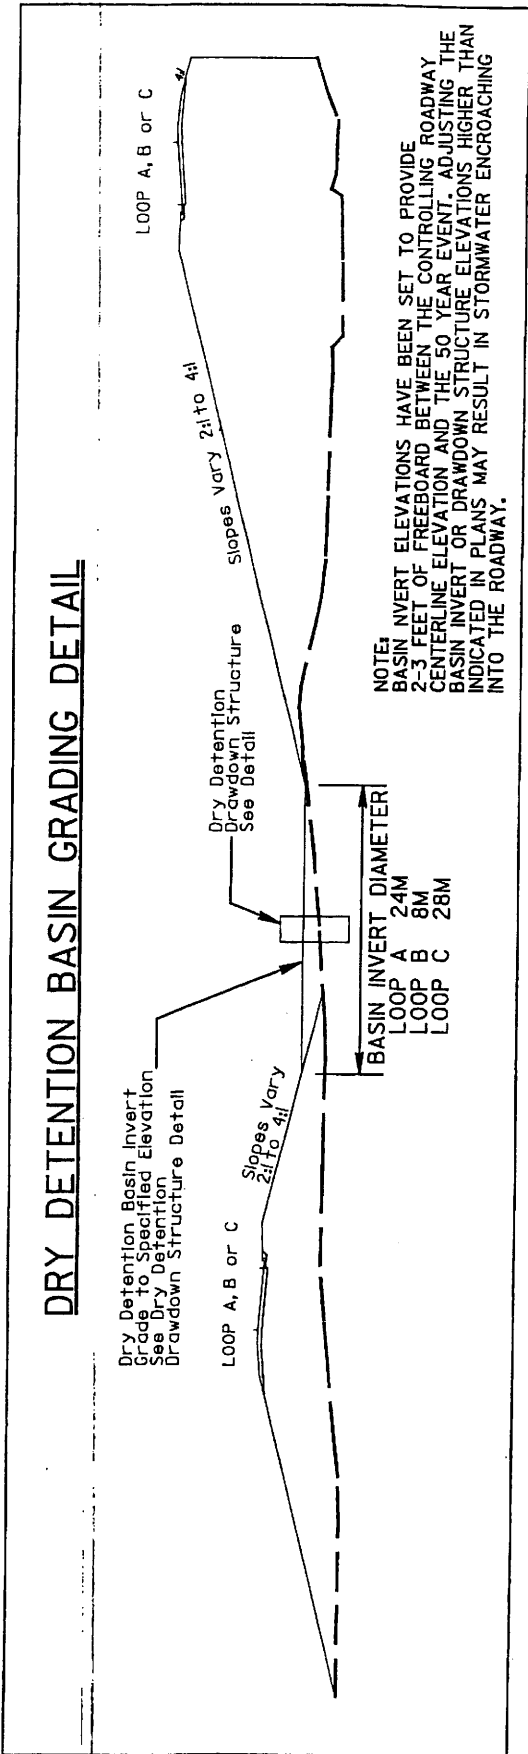 DRY DETENTION BASIN GRADING DETAIL
Dry Detention Basin Invert
Grade to Specified Elevation
See Dry Detention
Drawdown Structure Detail
LOOP A, B or C
Slopes Vary
2:1 to 4:1
Dry Detention
Drawdown Structure
See Detail
Slopes Vary 2:1 to 4:1
LOOP A, B or C
4:1
BASIN INVERT DIAMETER
LOOP A 24M
LOOP B 8M
LOOP C 28M
NOTE:
BASIN NVERT ELEVATIONS HAVE BEEN SET TO PROVIDE
2-3 FEET OF FREEBOARD BETWEEN THE CONTROLLING ROADWAY
CENTERLINE ELEVATION AND THE 50 YEAR EVENT. ADJUSTING THE
BASIN INVERT OR DRAWDOWN STRUCTURE ELEVATIONS HIGHER THAN
INDICATED IN PLANS MAY RESULT IN STORMWATER ENCROACHING
INTO THE ROADWAY.